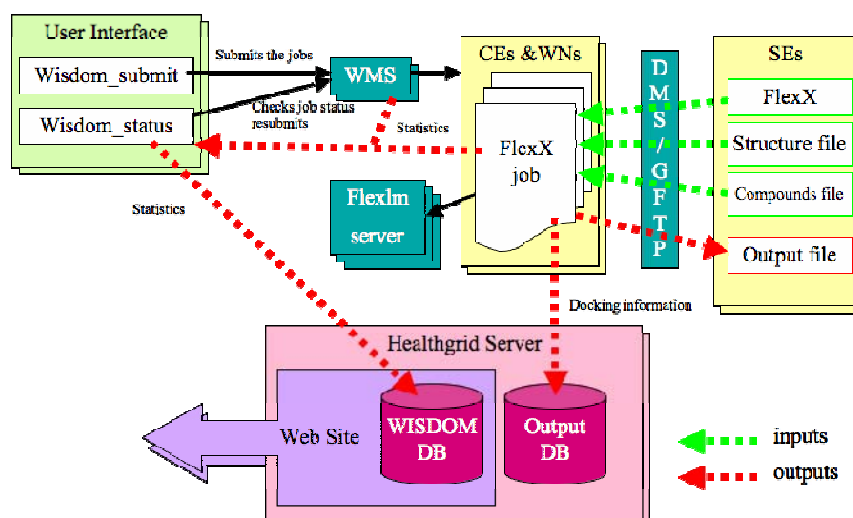 User Interface
Wisdom_submit
Wisdom_status
Submits the jobs
Checks job status
resubmits
WMS
Statistics
CEs &WNs
FlexX
job
Flexlm
server
D
M
S
/
G
F
T
P
SEs
FlexX
Structure file
Compounds file
Output file
Statistics
Docking information
Healthgrid Server
Web Site
WISDOM
DB
Output
DB
inputs
outputs